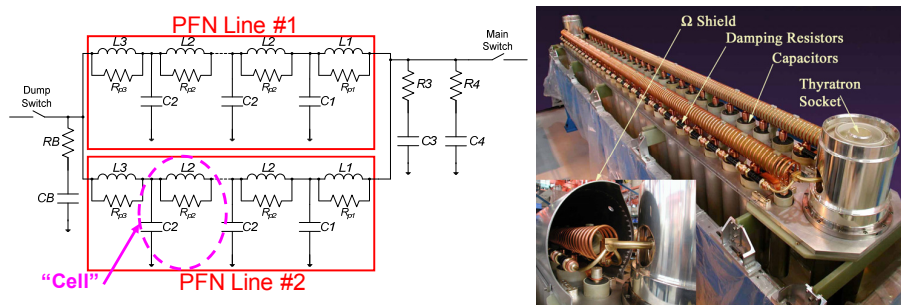 PFN Line #1
L3 L2 L2 L1
Rp3 Rp2 Rp2 Rp1
C2 C2 C1
Main
Switch
Dump
Switch
R3 R4
C3 C4
RB
CB
L3 L2 L2 L1
Rp3 Rp2 Rp2 Rp1
C2 C2 C1
"Cell"
PFN Line #2
Ω Shield
Damping Resistors
Capacitors
Thyratron
Socket